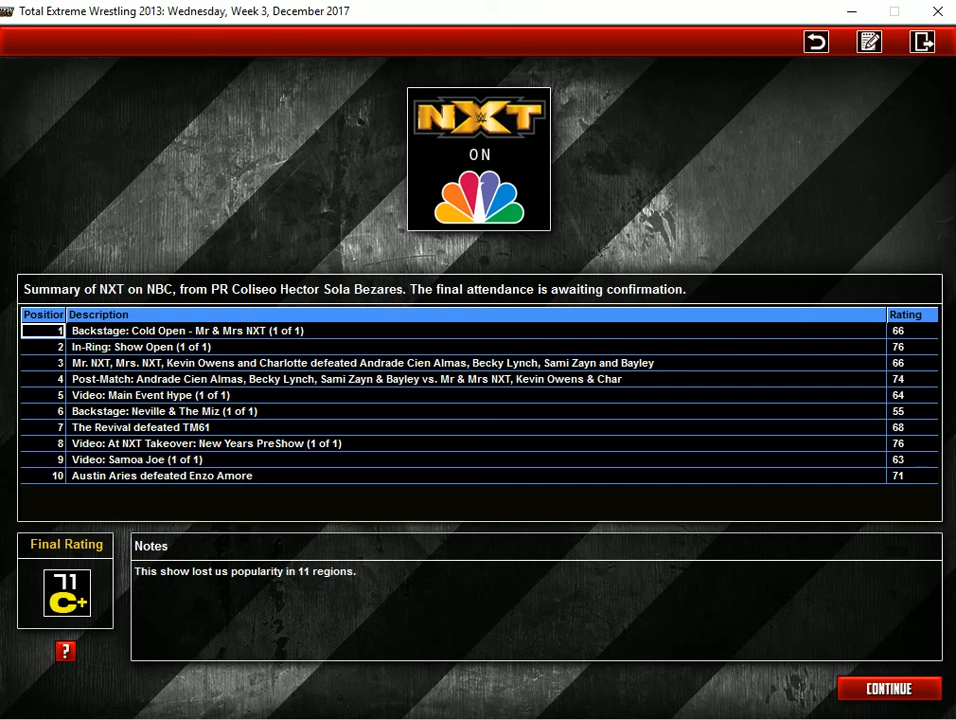 Total Extreme Wrestling 2013: Wednesday, Week 3, December 2017
NXT
ON
Summary of NXT on NBC, from PR Coliseo Hector Sola Bezares. The final attendance is awaiting confirmation.
Position Description Rating
1 Backstage: Cold Open - Mr & Mrs NXT (1 of 1) 66
2 In-Ring: Show Open (1 of 1) 76
3 Mr. NXT, Mrs. NXT, Kevin Owens and Charlotte defeated Andrade Cien Almas, Becky Lynch, Sami Zayn and Bayley 66
4 Post-Match: Andrade Cien Almas, Becky Lynch, Sami Zayn & Bayley vs. Mr & Mrs NXT, Kevin Owens & Char 74
5 Video: Main Event Hype (1 of 1) 64
6 Backstage: Neville & The Miz (1 of 1) 55
7 The Revival defeated TM61 68
8 Video: At NXT Takeover: New Years PreShow (1 of 1) 76
9 Video: Samoa Joe (1 of 1) 63
10 Austin Aries defeated Enzo Amore 71
Final Rating
71
C+
?
Notes
This show lost us popularity in 11 regions.
CONTINUE